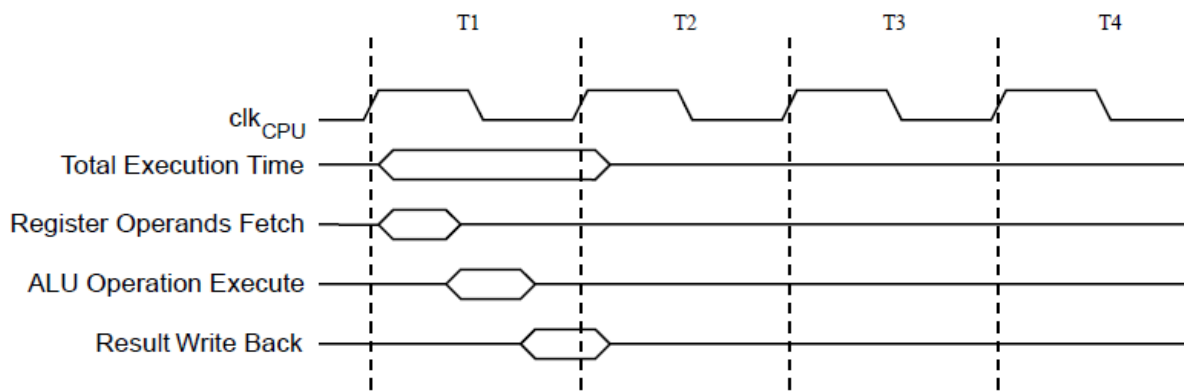 T1 T2 T3 T4
clkCPU
Total Execution Time
Register Operands Fetch
ALU Operation Execute
Result Write Back